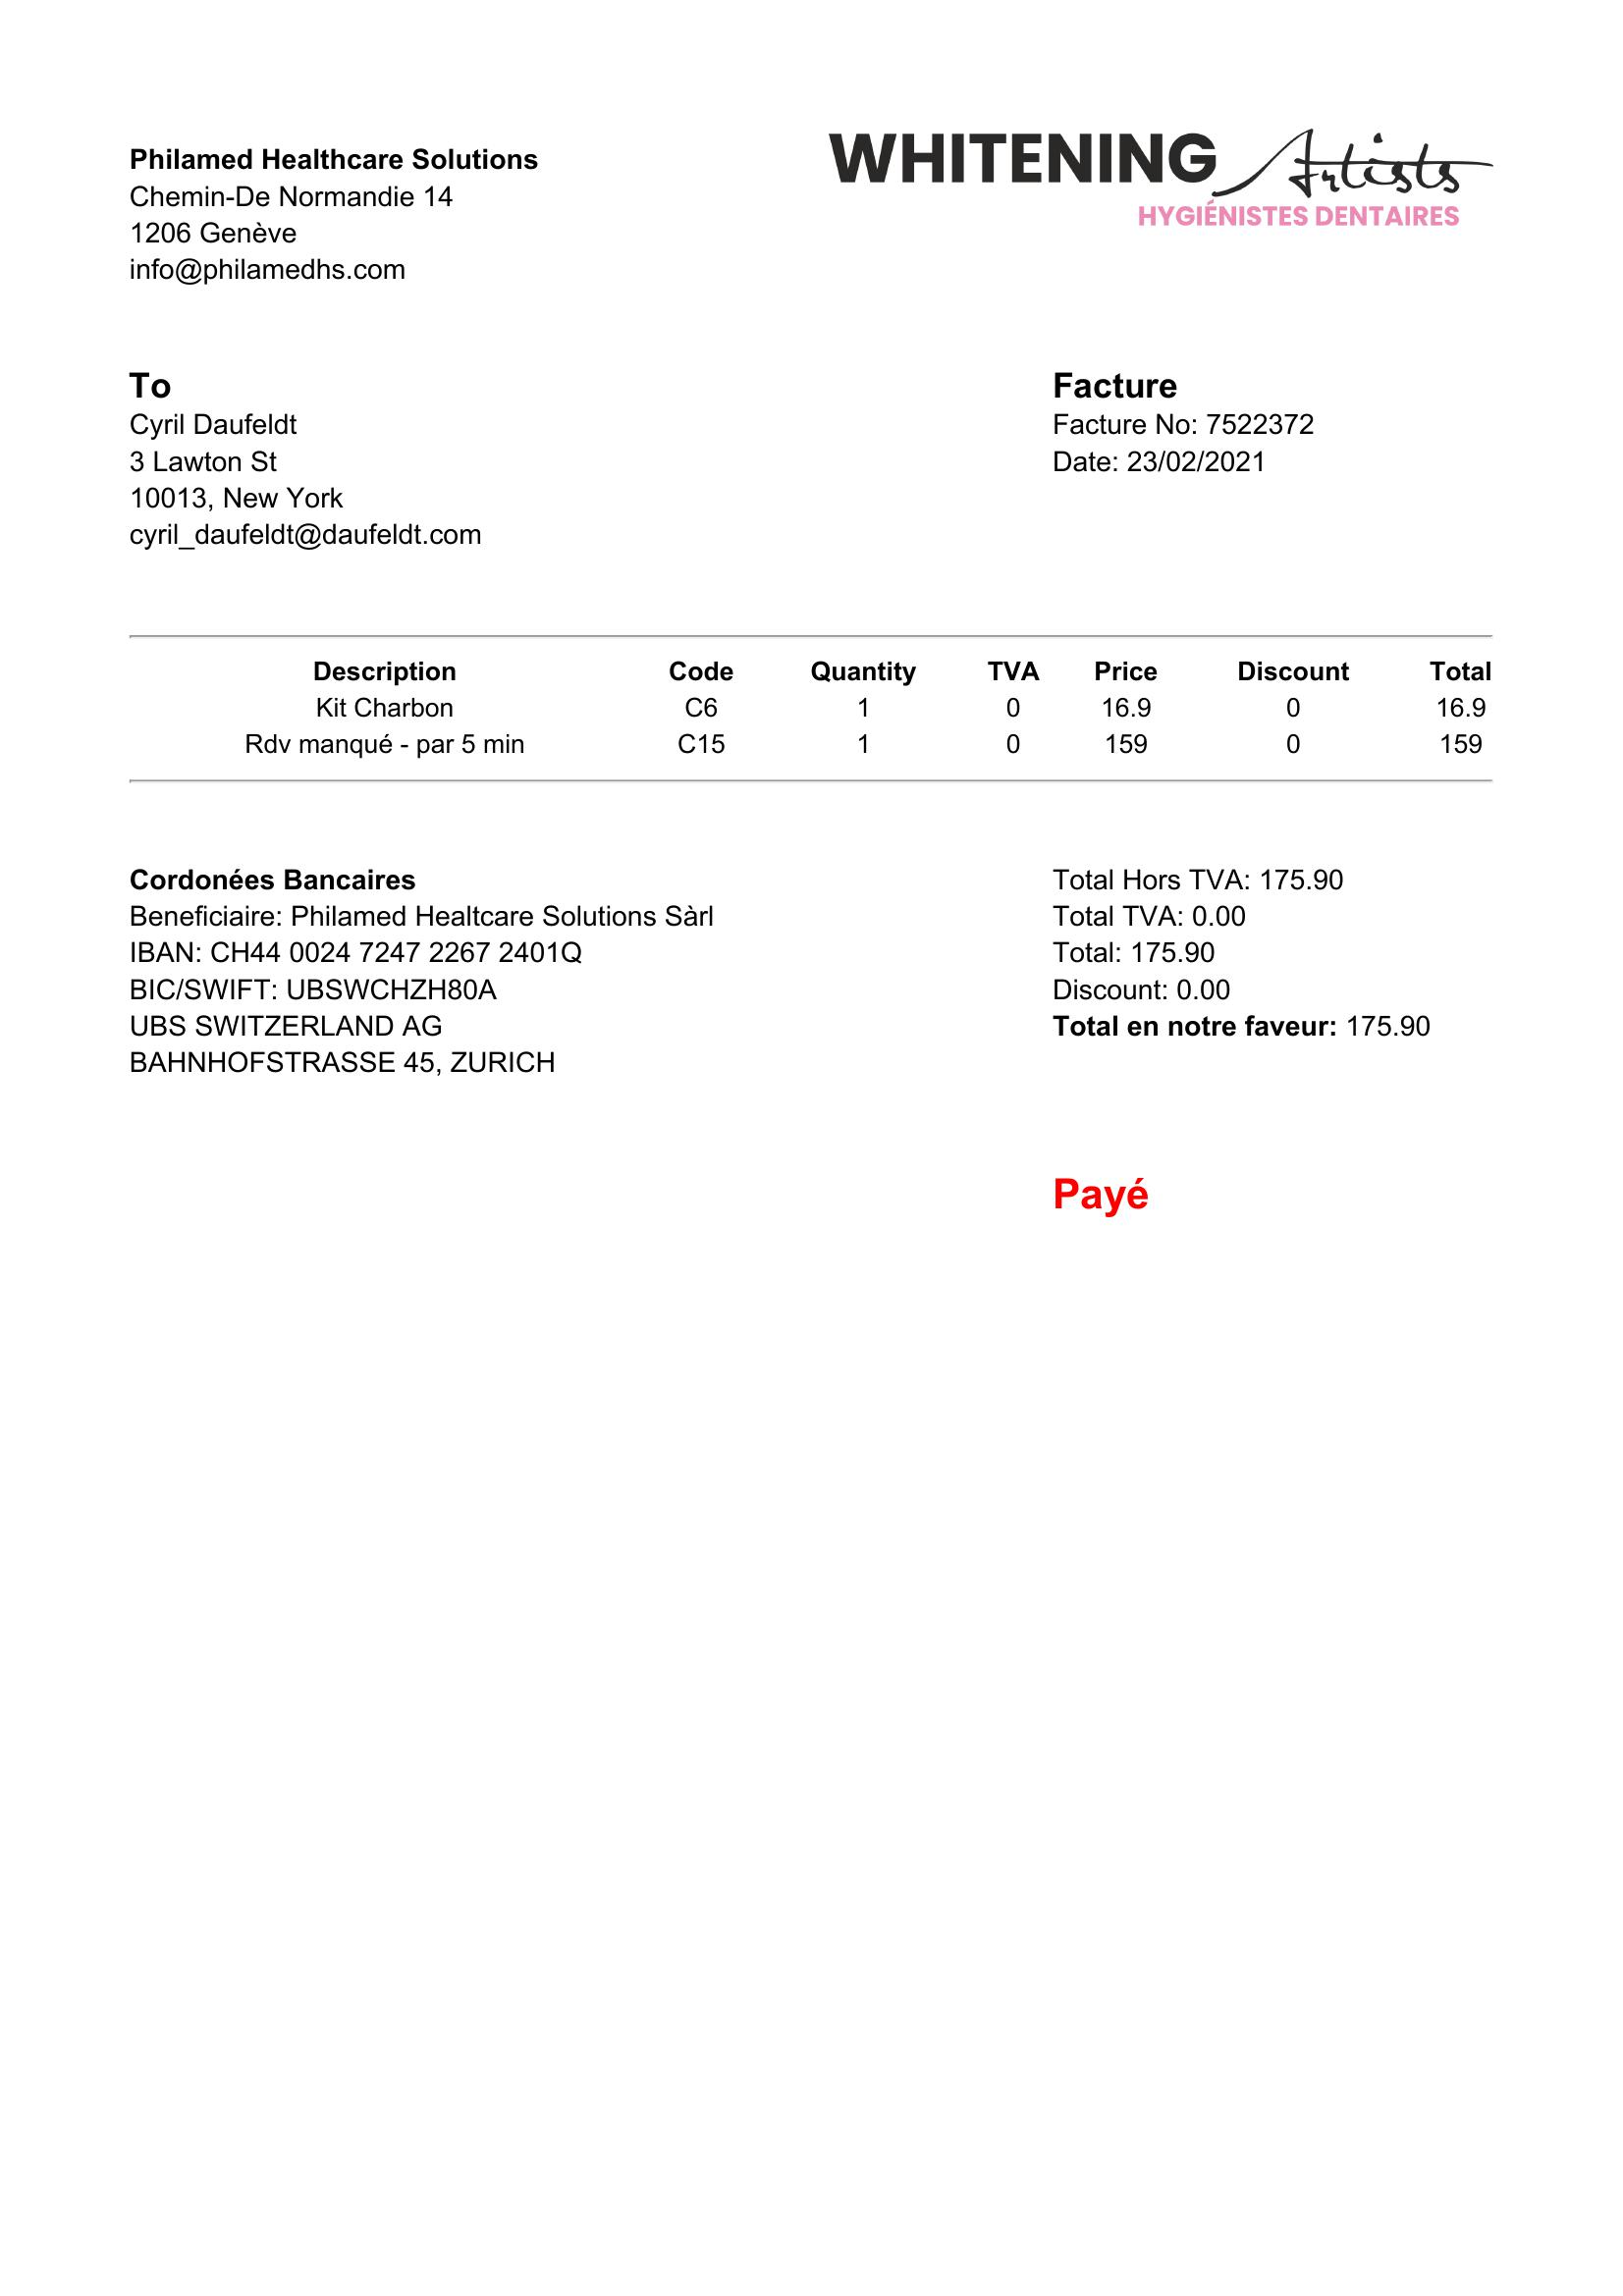 Philamed Healthcare Solutions
Chemin-De Normandie 14
1206 Genève
info@philamedhs.com
WHITENING Artists
HYGIÉNISTES DENTAIRES
To
Cyril Daufeldt
3 Lawton St
10013, New York
cyril_daufeldt@daufeldt.com
Facture
Facture No: 7522372
Date: 23/02/2021
Description Code Quantity TVA Price Discount Total
Kit Charbon C6 1 0 16.9 0 16.9
Rdv manqué - par 5 min C15 1 0 159 0 159
Cordonées Bancaires
Beneficiaire: Philamed Healtcare Solutions Sàrl
IBAN: CH44 0024 7247 2267 2401Q
BIC/SWIFT: UBSWCHZH80A
UBS SWITZERLAND AG
BAHNHOFSTRASSE 45, ZURICH
Total Hors TVA: 175.90
Total TVA: 0.00
Total: 175.90
Discount: 0.00
Total en notre faveur: 175.90
Payé